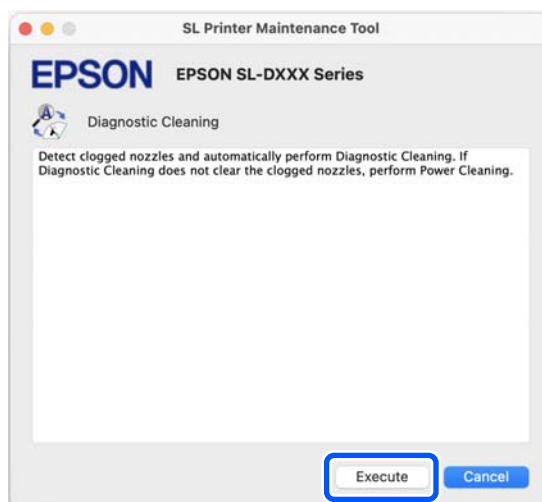 SL Printer Maintenance Tool
EPSON EPSON SL-DXXX Series
Diagnostic Cleaning
Detect clogged nozzles and automatically perform Diagnostic Cleaning. If
Diagnostic Cleaning does not clear the clogged nozzles, perform Power Cleaning.
Execute Cancel